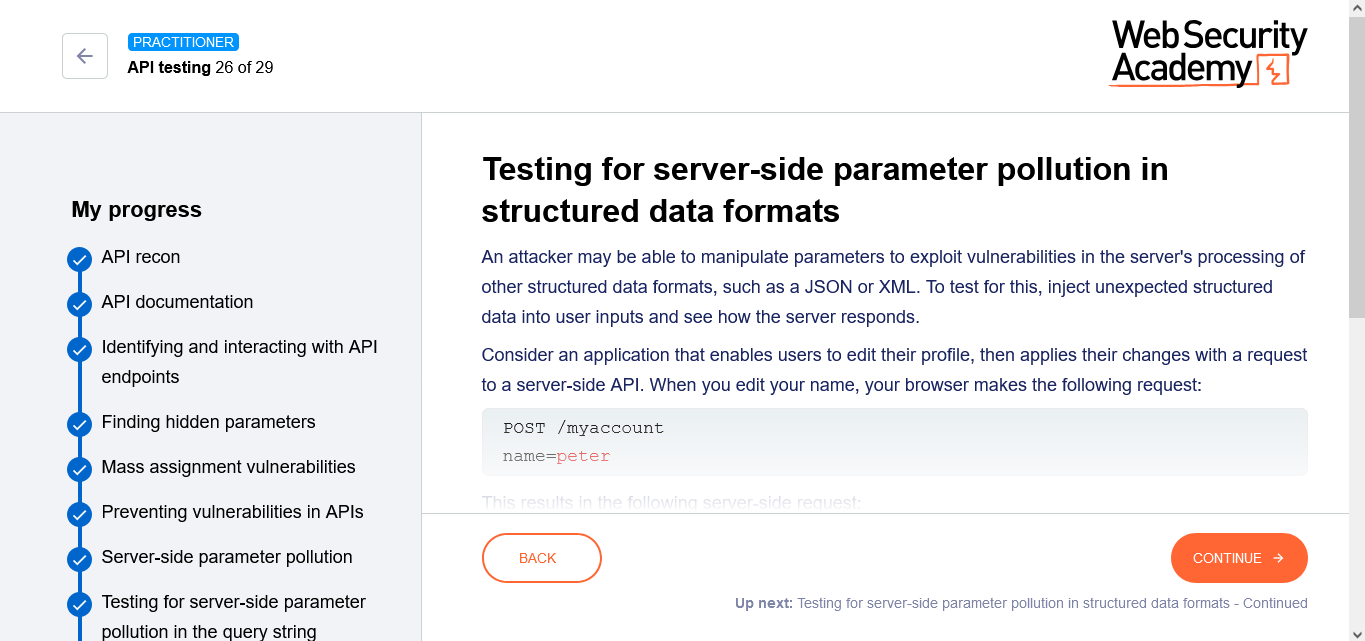 PRACTITIONER
API testing 26 of 29
Web Security
Academy
My progress
API recon
API documentation
Identifying and interacting with API
endpoints
Finding hidden parameters
Mass assignment vulnerabilities
Preventing vulnerabilities in APIs
Server-side parameter pollution
Testing for server-side parameter
pollution in the query string
Testing for server-side parameter pollution in
structured data formats
An attacker may be able to manipulate parameters to exploit vulnerabilities in the server's processing of
other structured data formats, such as a JSON or XML. To test for this, inject unexpected structured
data into user inputs and see how the server responds.
Consider an application that enables users to edit their profile, then applies their changes with a request
to a server-side API. When you edit your name, your browser makes the following request:
POST /myaccount
name=peter
This results in the following server-side request:
BACK
CONTINUE →
Up next: Testing for server-side parameter pollution in structured data formats - Continued